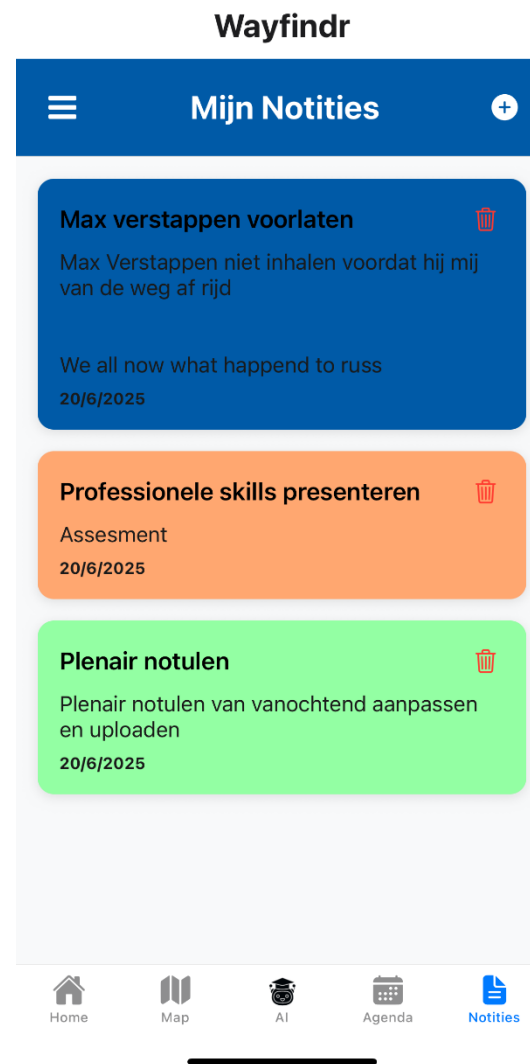 Wayfindr
Mijn Notities
Max verstappen voorlaten
Max Verstappen niet inhalen voordat hij mij
van de weg af rijd
We all now what happend to russ
20/6/2025
Professionele skills presenteren
Assesment
20/6/2025
Plenair notulen
Plenair notulen van vanochtend aanpassen
en uploaden
20/6/2025
Home
Map
AI
Agenda
Notities